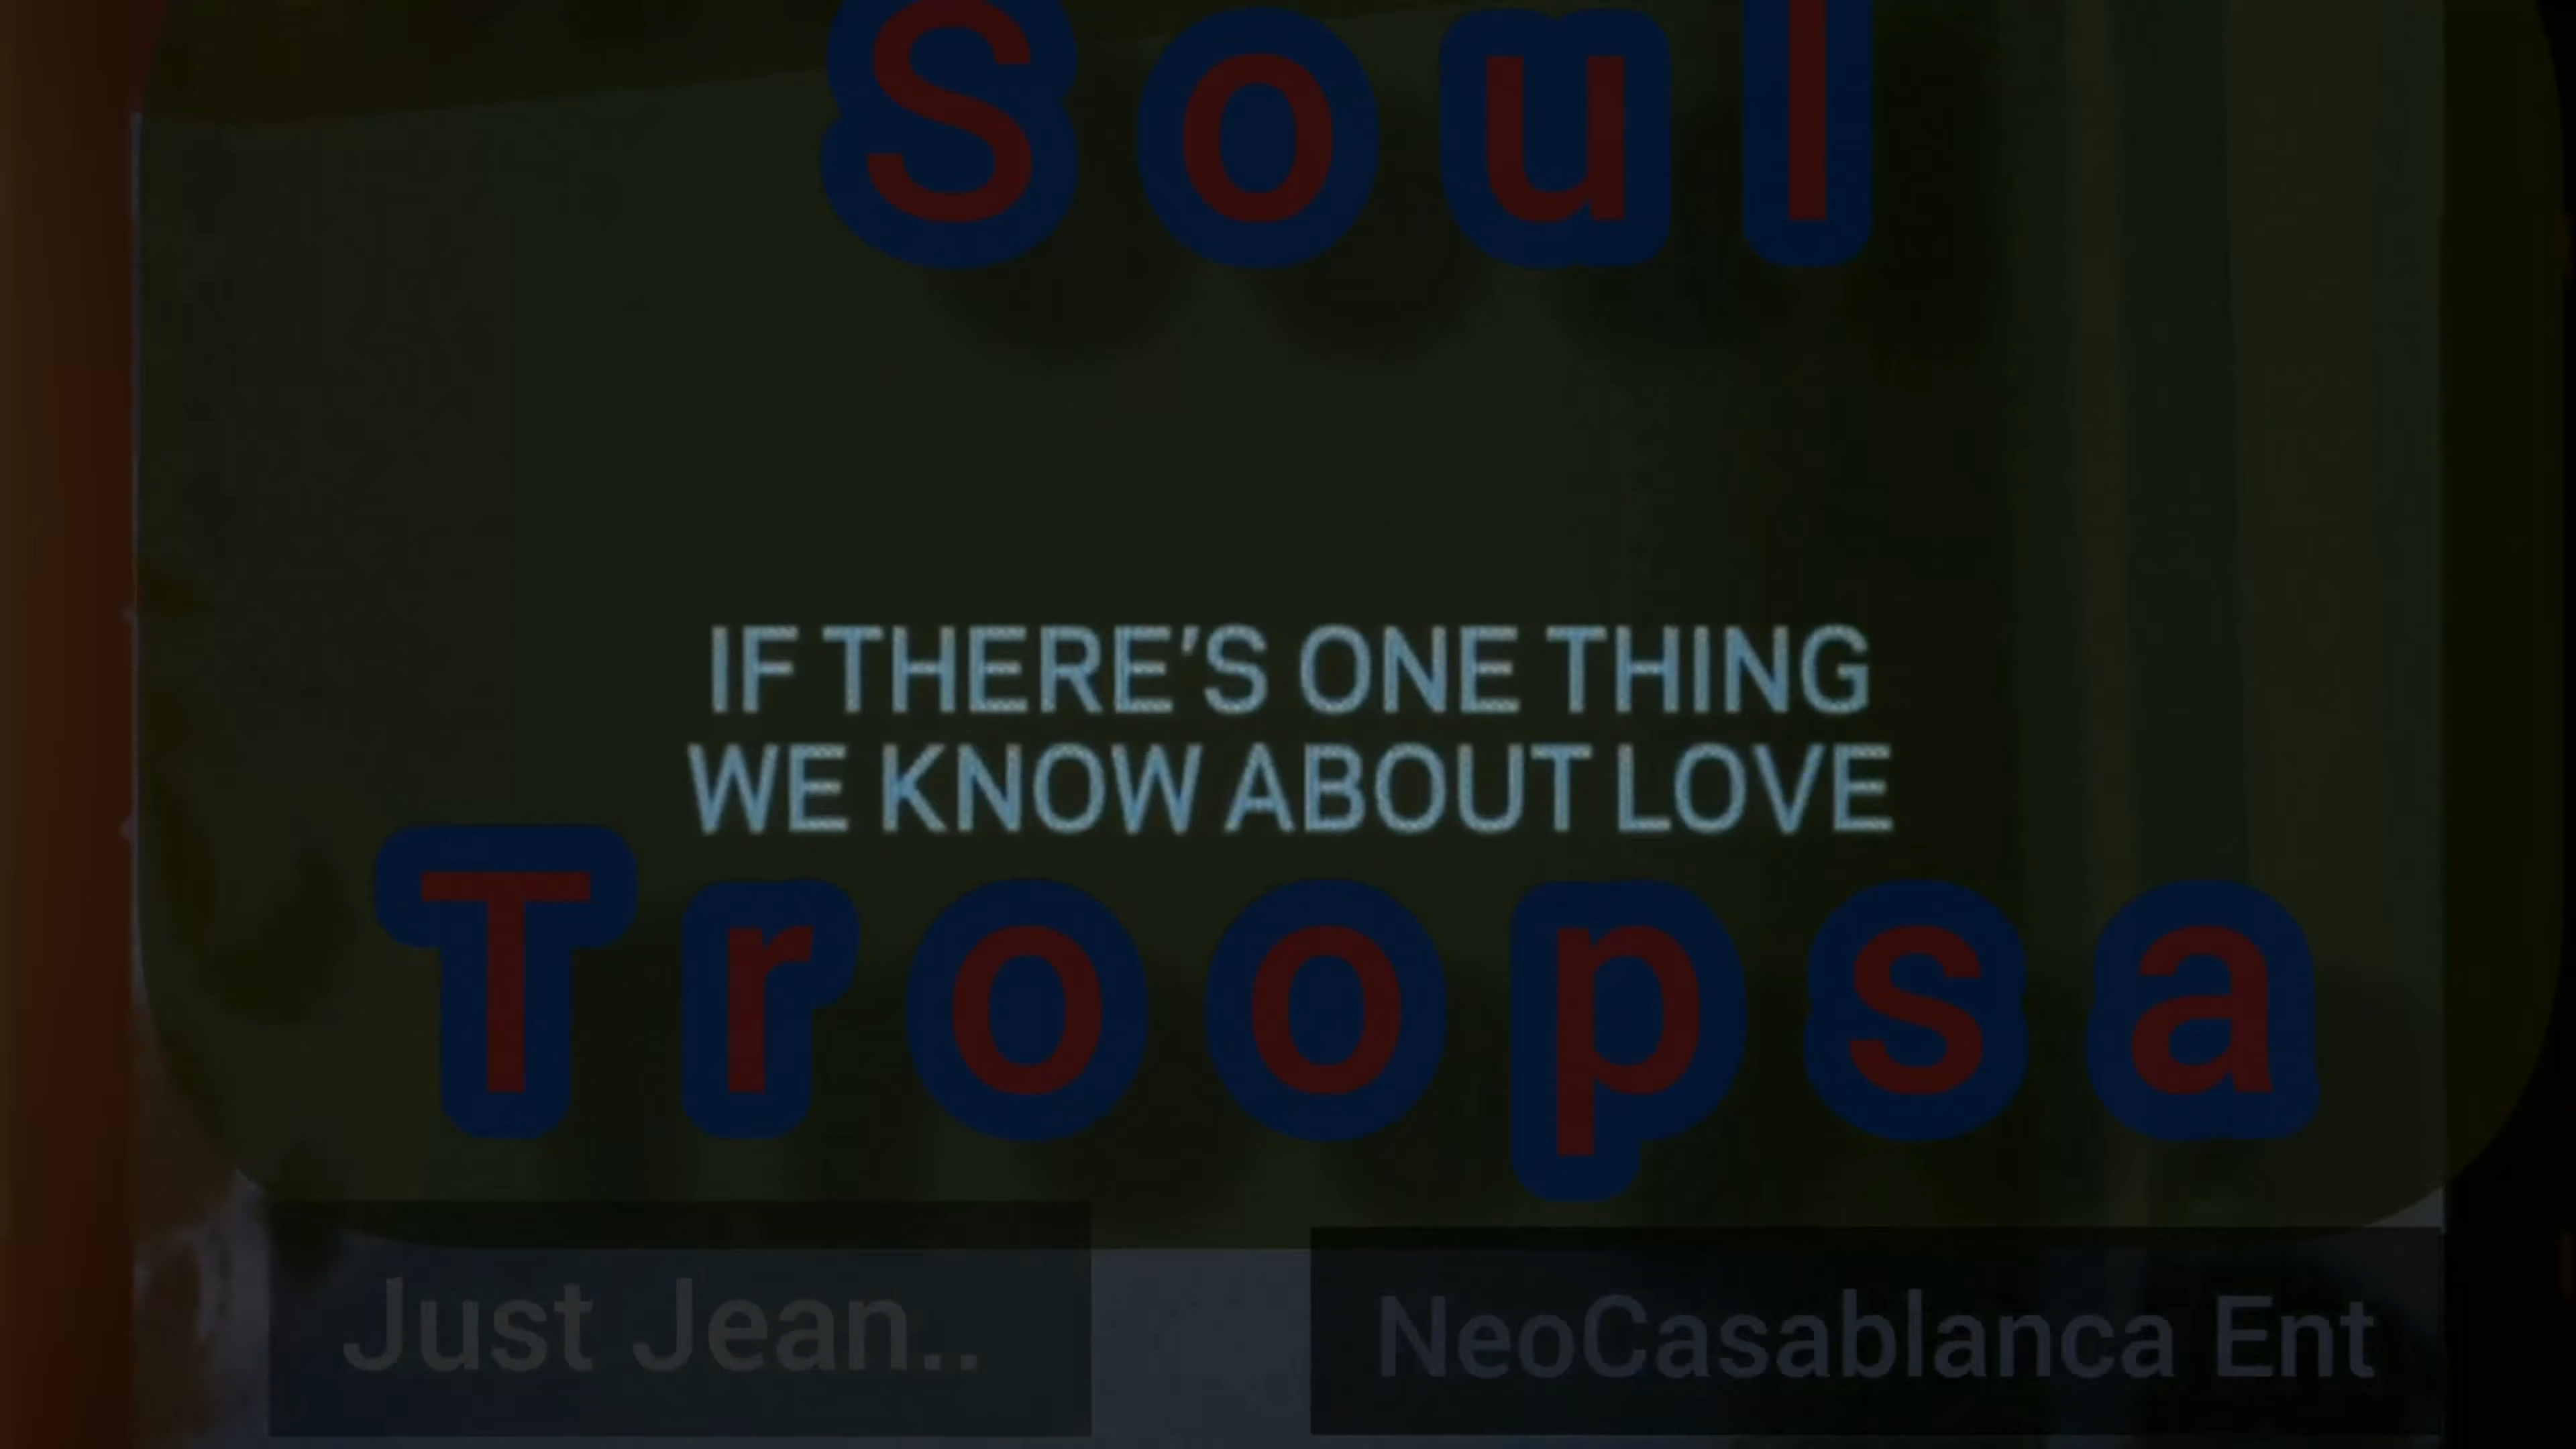 Soul
IF THERE'S ONE THING
WE KNOW ABOUT LOVE
Troopsa
Just Jean..
NeoCasablanca Ent